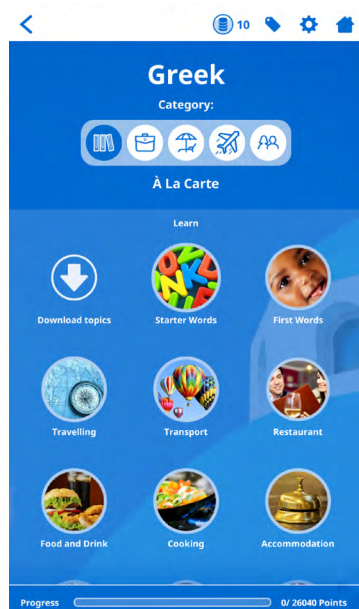 10
Greek
Category:
À La Carte
Learn
Download topics
Starter Words
First Words
Travelling
Transport
Restaurant
Food and Drink
Cooking
Accommodation
Progress
0/ 26040 Points